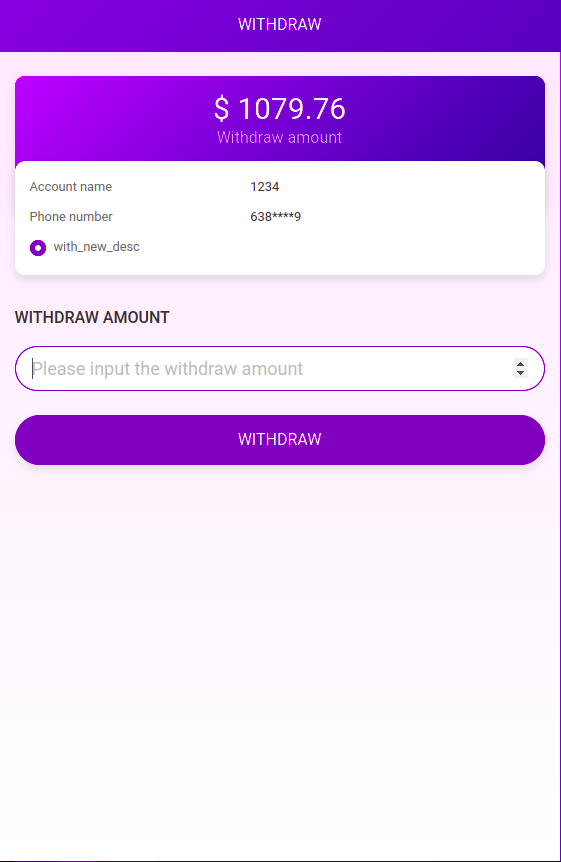 WITHDRAW
$ 1079.76
Withdraw amount
Account name 1234
Phone number 638****9
with_new_desc
WITHDRAW AMOUNT
Please input the withdraw amount
WITHDRAW